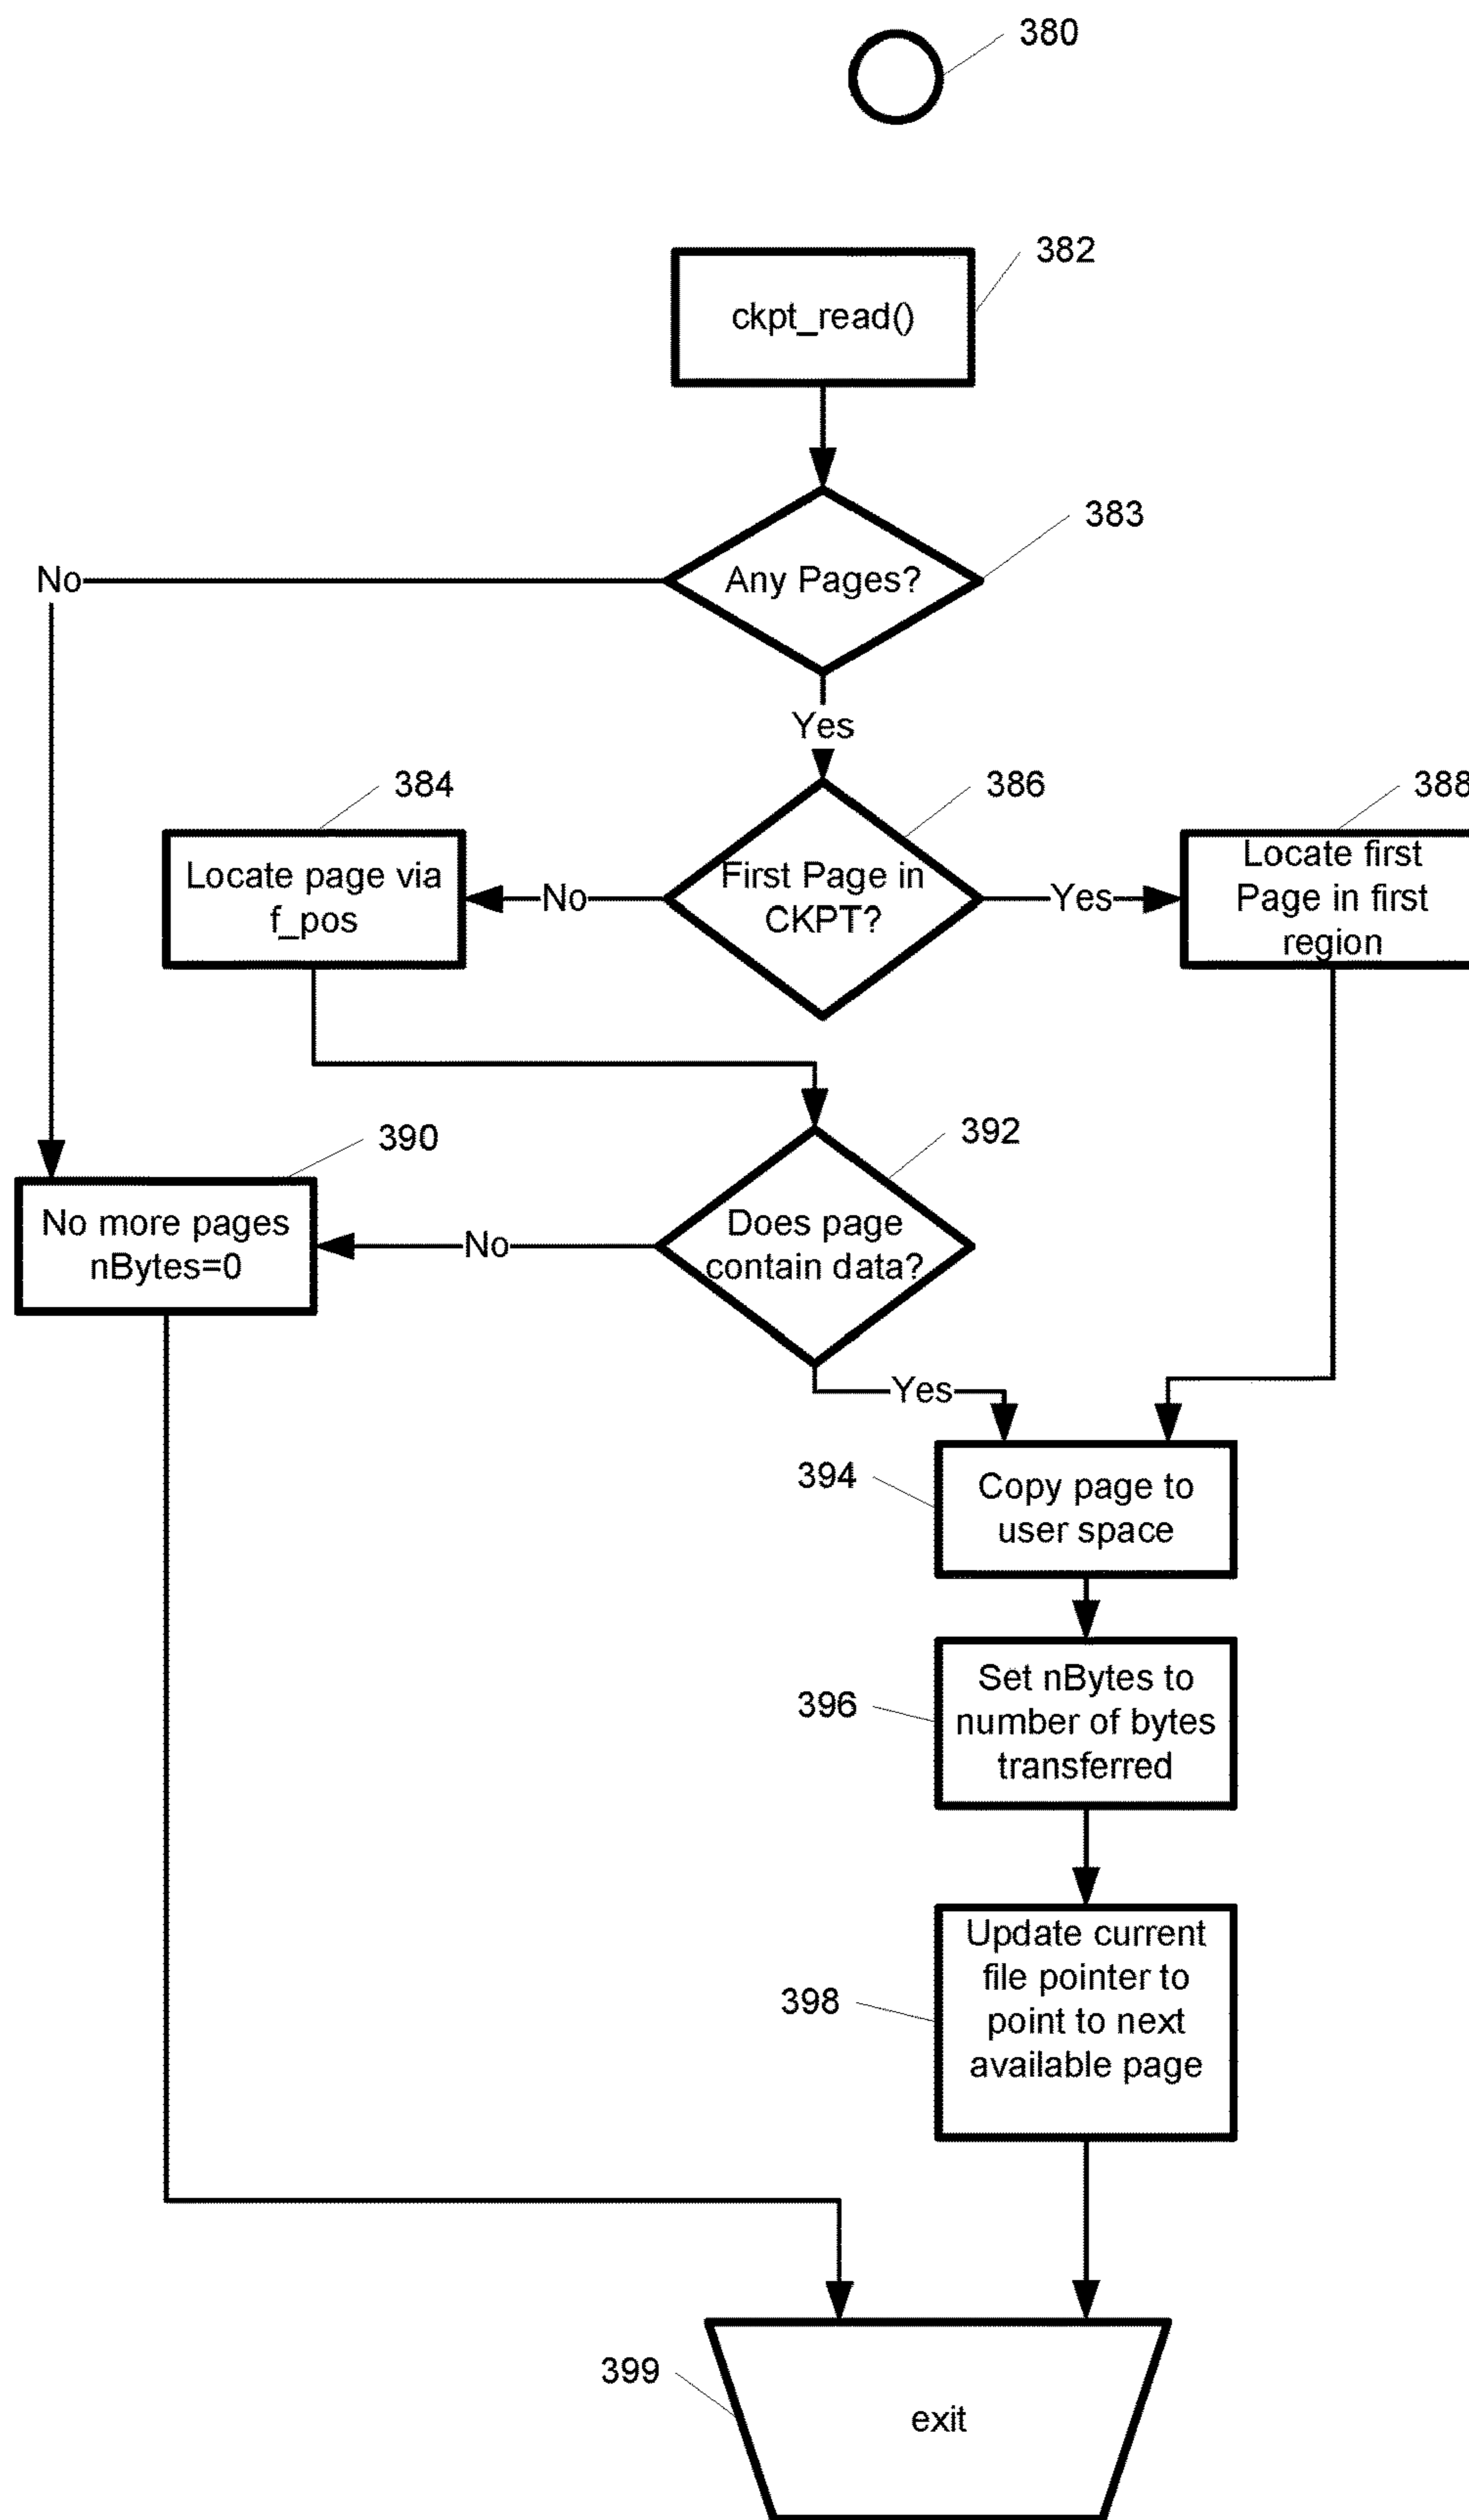 380
382
ckpt_read()
383
Any Pages?
No
Yes
384
386
388
Locate page via
f_pos
No
First Page in
CKPT?
Yes
Locate first
Page in first
region
390
392
No more pages
nBytes=0
No
Does page
contain data?
Yes
394
Copy page to
user space
396
Set nBytes to
number of bytes
transferred
398
Update current
file pointer to
point to next
available page
399
exit